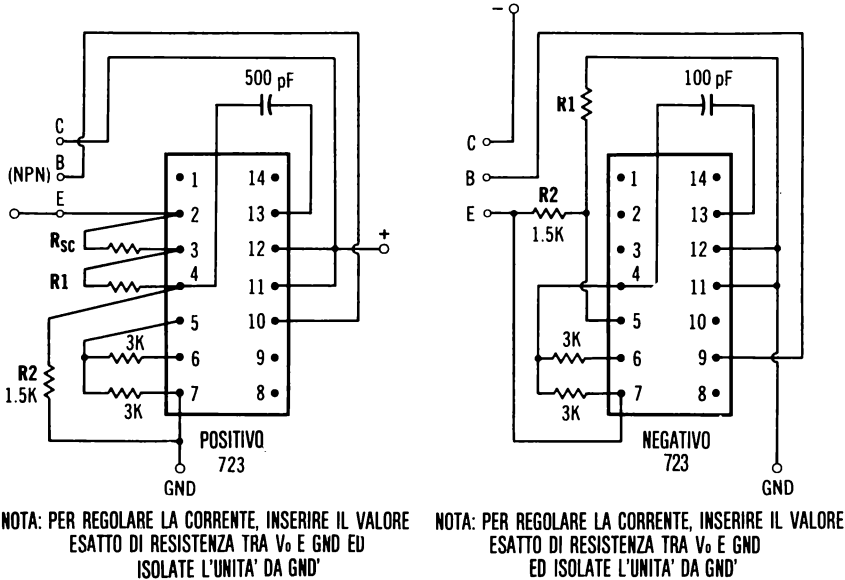 500 pF
C
B
(NPN)
E
RSC
R1
R2
1.5K
3K
3K
1
2
3
4
5
6
7
14
13
12
11
10
9
8
+
POSITIVO
723
GND
NOTA: PER REGOLARE LA CORRENTE, INSERIRE IL VALORE
ESATTO DI RESISTENZA TRA Vo E GND ED
ISOLATE L'UNITA' DA GND'
−
100 pF
R1
C
B
E
R2
1.5K
3K
3K
1
2
3
4
5
6
7
14
13
12
11
10
9
8
NEGATIVO
723
GND
NOTA: PER REGOLARE LA CORRENTE, INSERIRE IL VALORE
ESATTO DI RESISTENZA TRA Vo E GND
ED ISOLATE L'UNITA' DA GND'